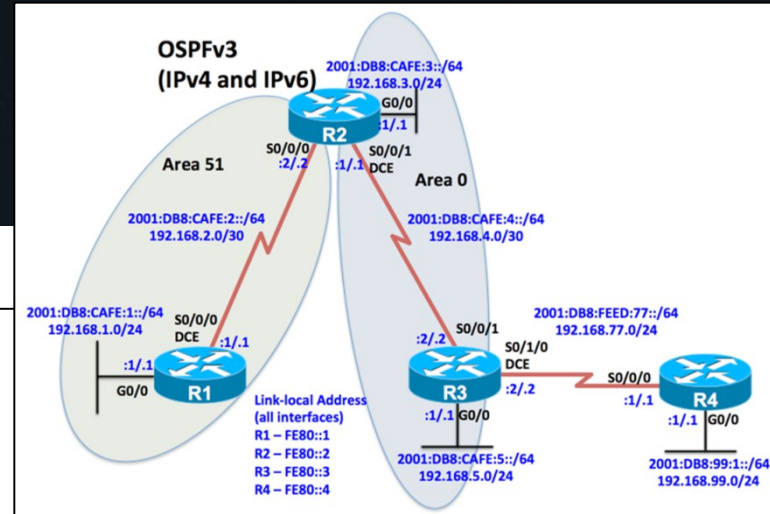 OSPFv3
(IPv4 and IPv6)
2001:DB8:CAFE:3::/64
192.168.3.0/24
G0/0
:1/.1
R2
S0/0/0
:2/.2
:1/.1
S0/0/1
DCE
Area 51
Area 0
2001:DB8:CAFE:2::/64
192.168.2.0/30
2001:DB8:CAFE:4::/64
192.168.4.0/30
2001:DB8:CAFE:1::/64
192.168.1.0/24
S0/0/0
DCE
:1/.1
:1/.1
G0/0
R1
2001:DB8:FEED:77::/64
192.168.77.0/24
:2/.2
S0/0/1
S0/1/0
DCE
:2/.2
R3
:1/.1
G0/0
S0/0/0
:1/.1
R4
:1/.1
G0/0
Link-local Address
(all interfaces)
R1 – FE80::1
R2 – FE80::2
R3 – FE80::3
R4 – FE80::4
2001:DB8:CAFE:5::/64
192.168.5.0/24
2001:DB8:99:1::/64
192.168.99.0/24